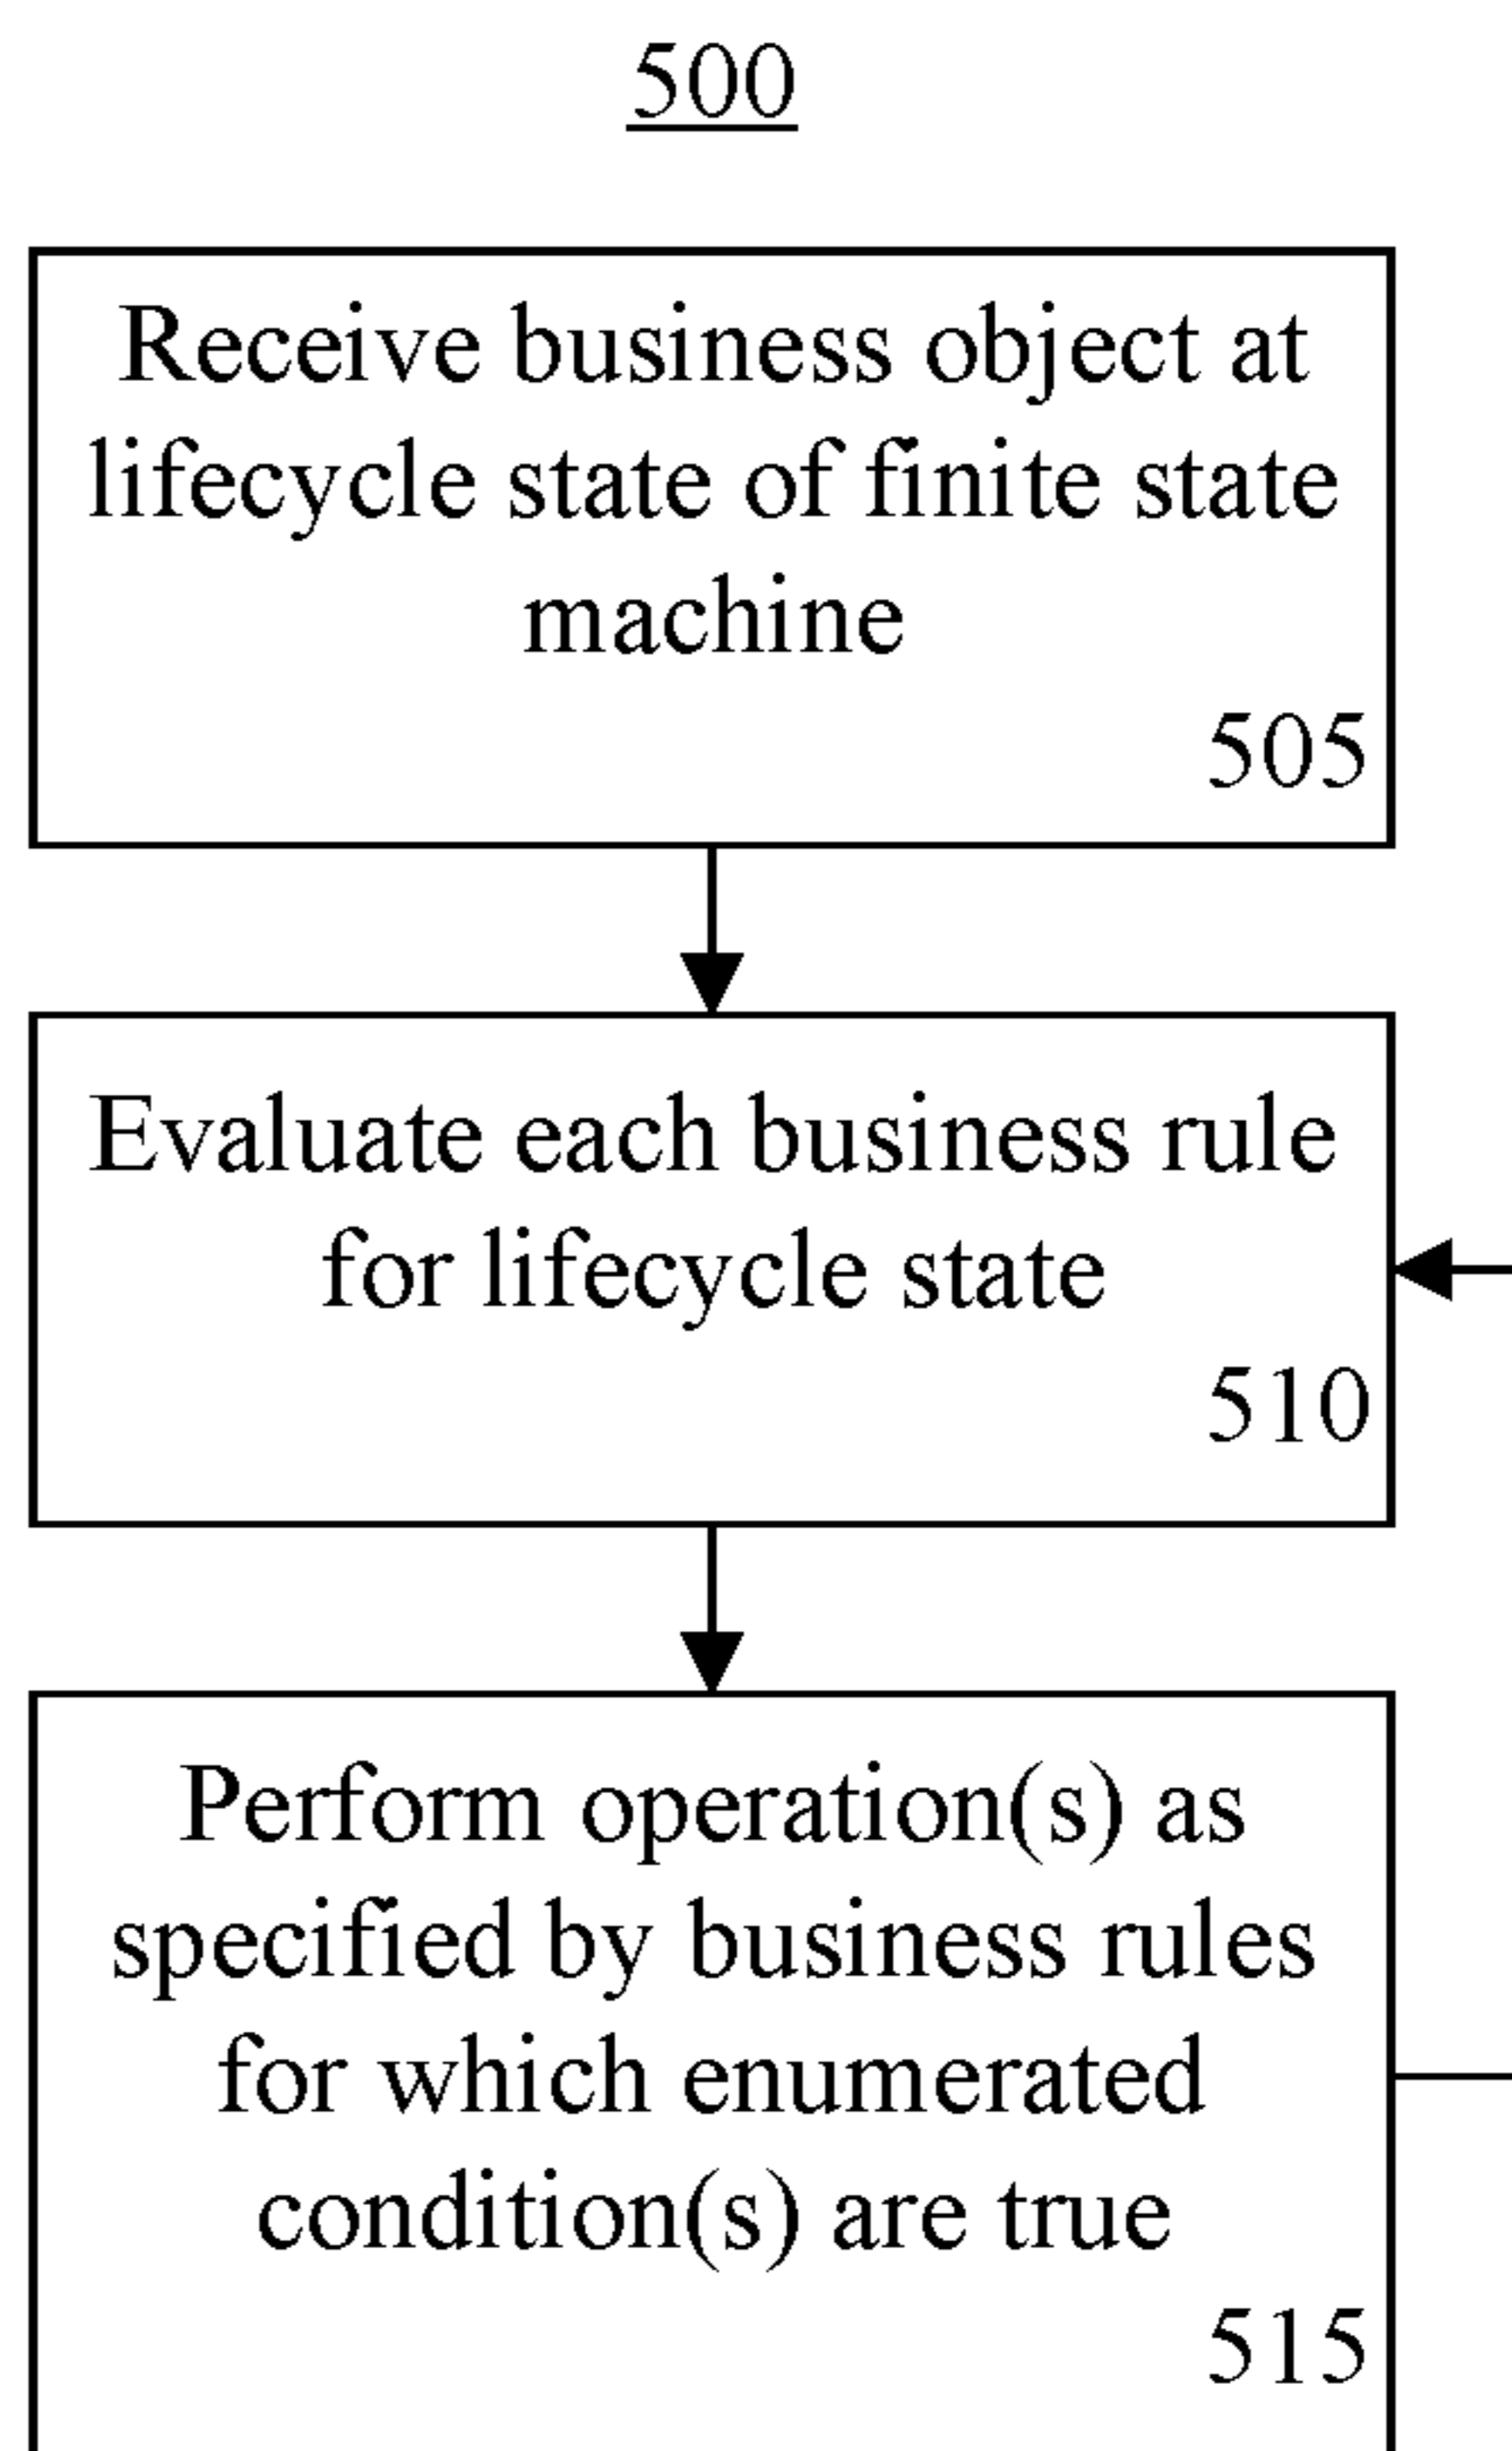 500
Receive business object at
lifecycle state of finite state
machine
505
Evaluate each business rule
for lifecycle state
510
Perform operation(s) as
specified by business rules
for which enumerated
condition(s) are true
515